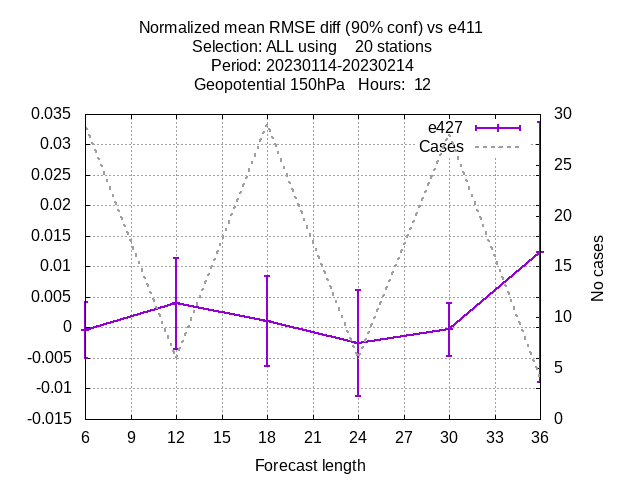 Normalized mean RMSE diff (90% conf) vs e411
Selection: ALL using    20 stations
Period: 20230114-20230214
Geopotential 150hPa   Hours:  12
e427
Cases
0.035
0.03
0.025
0.02
0.015
0.01
0.005
0
-0.005
-0.01
-0.015
30
25
20
15
10
5
0
No cases
6 9 12 15 18 21 24 27 30 33 36
Forecast length